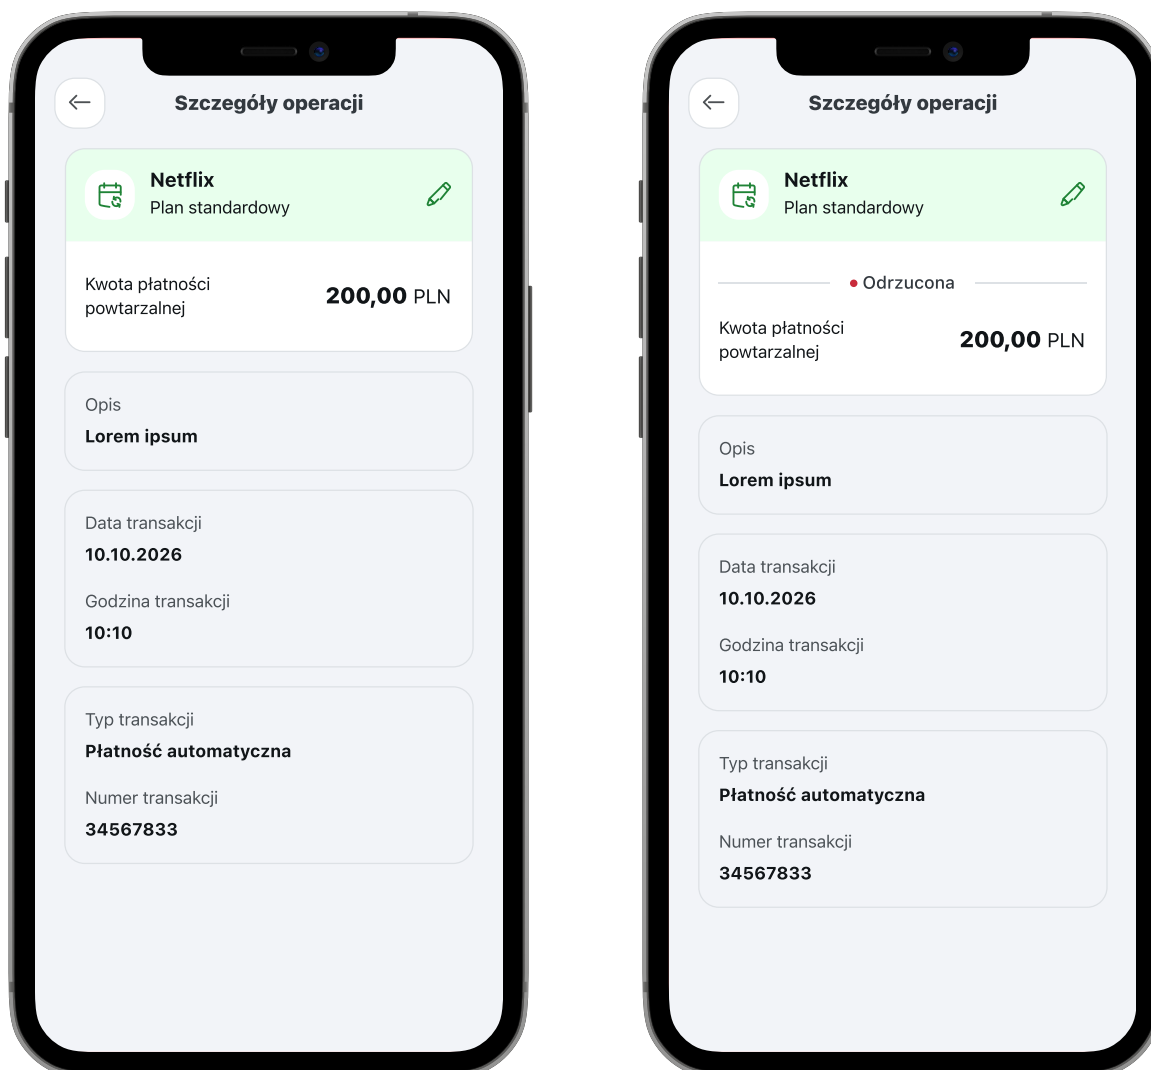 Szczegóły operacji
Netflix
Plan standardowy
Kwota płatności
powtarzalnej
200,00 PLN
Opis
Lorem ipsum
Data transakcji
10.10.2026
Godzina transakcji
10:10
Typ transakcji
Płatność automatyczna
Numer transakcji
34567833
Szczegóły operacji
Netflix
Plan standardowy
Odrzucona
Kwota płatności
powtarzalnej
200,00 PLN
Opis
Lorem ipsum
Data transakcji
10.10.2026
Godzina transakcji
10:10
Typ transakcji
Płatność automatyczna
Numer transakcji
34567833